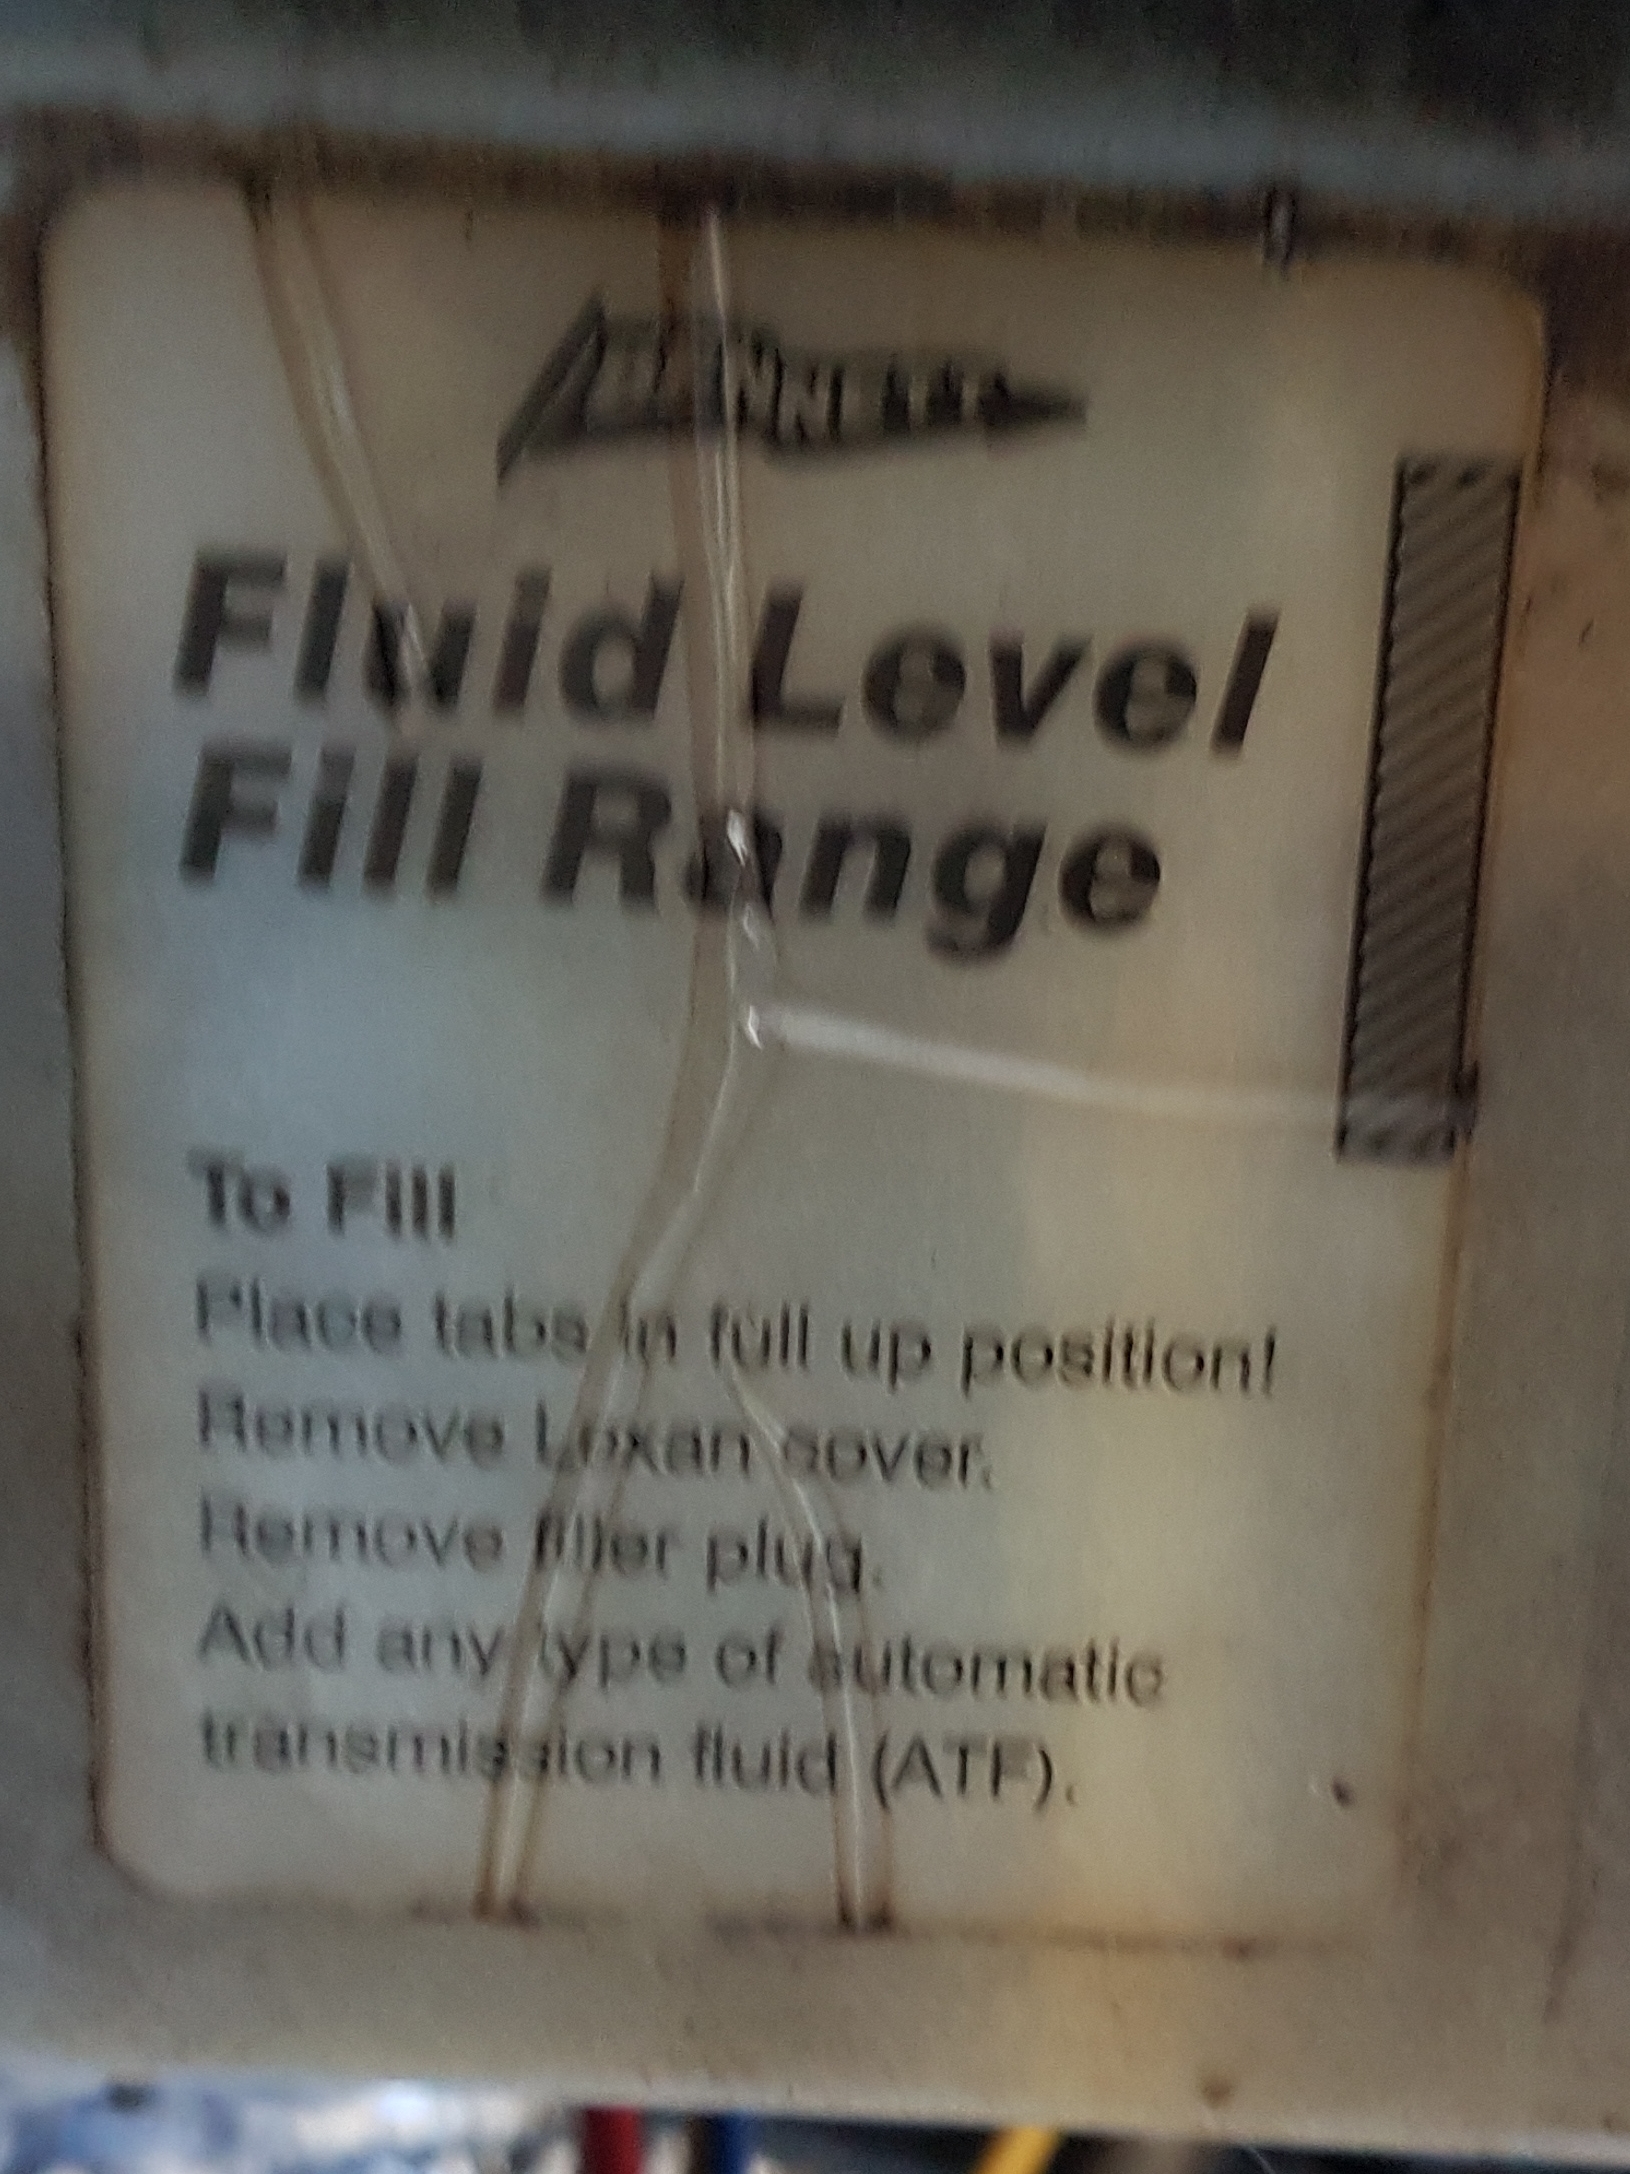 Fluid Level
Fill Range
To Fill
Place tabs in full up position!
Remove Lexan cover.
Remove filler plug.
Add any type of automatic
transmission fluid (ATF).